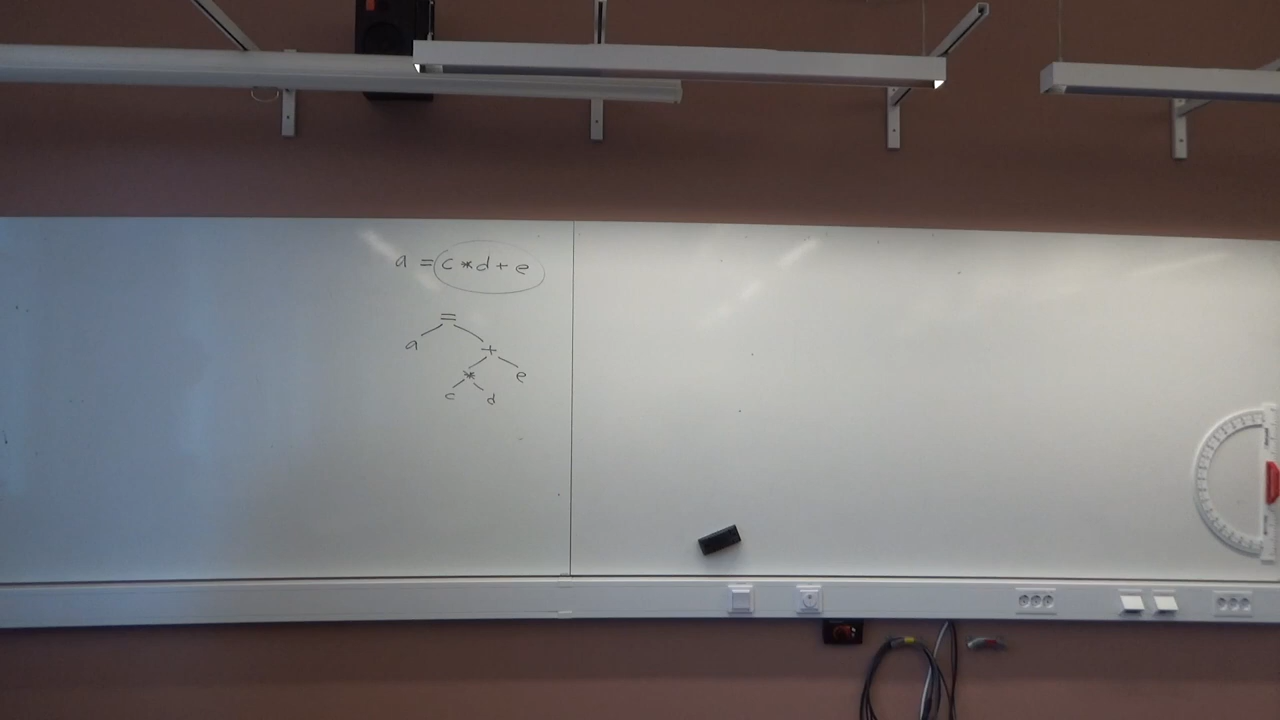 a = c * d + e
=
a
+
* e
c d